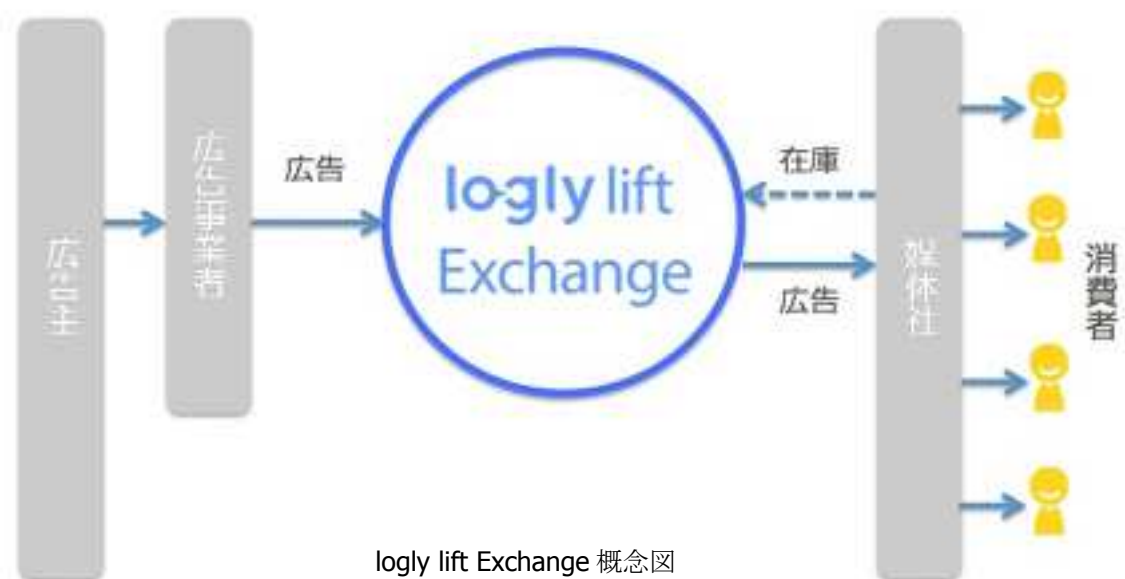 広告主
広告事業者
広告
logly lift
Exchange
在庫
広告
媒体社
消費者
logly lift Exchange 概念図